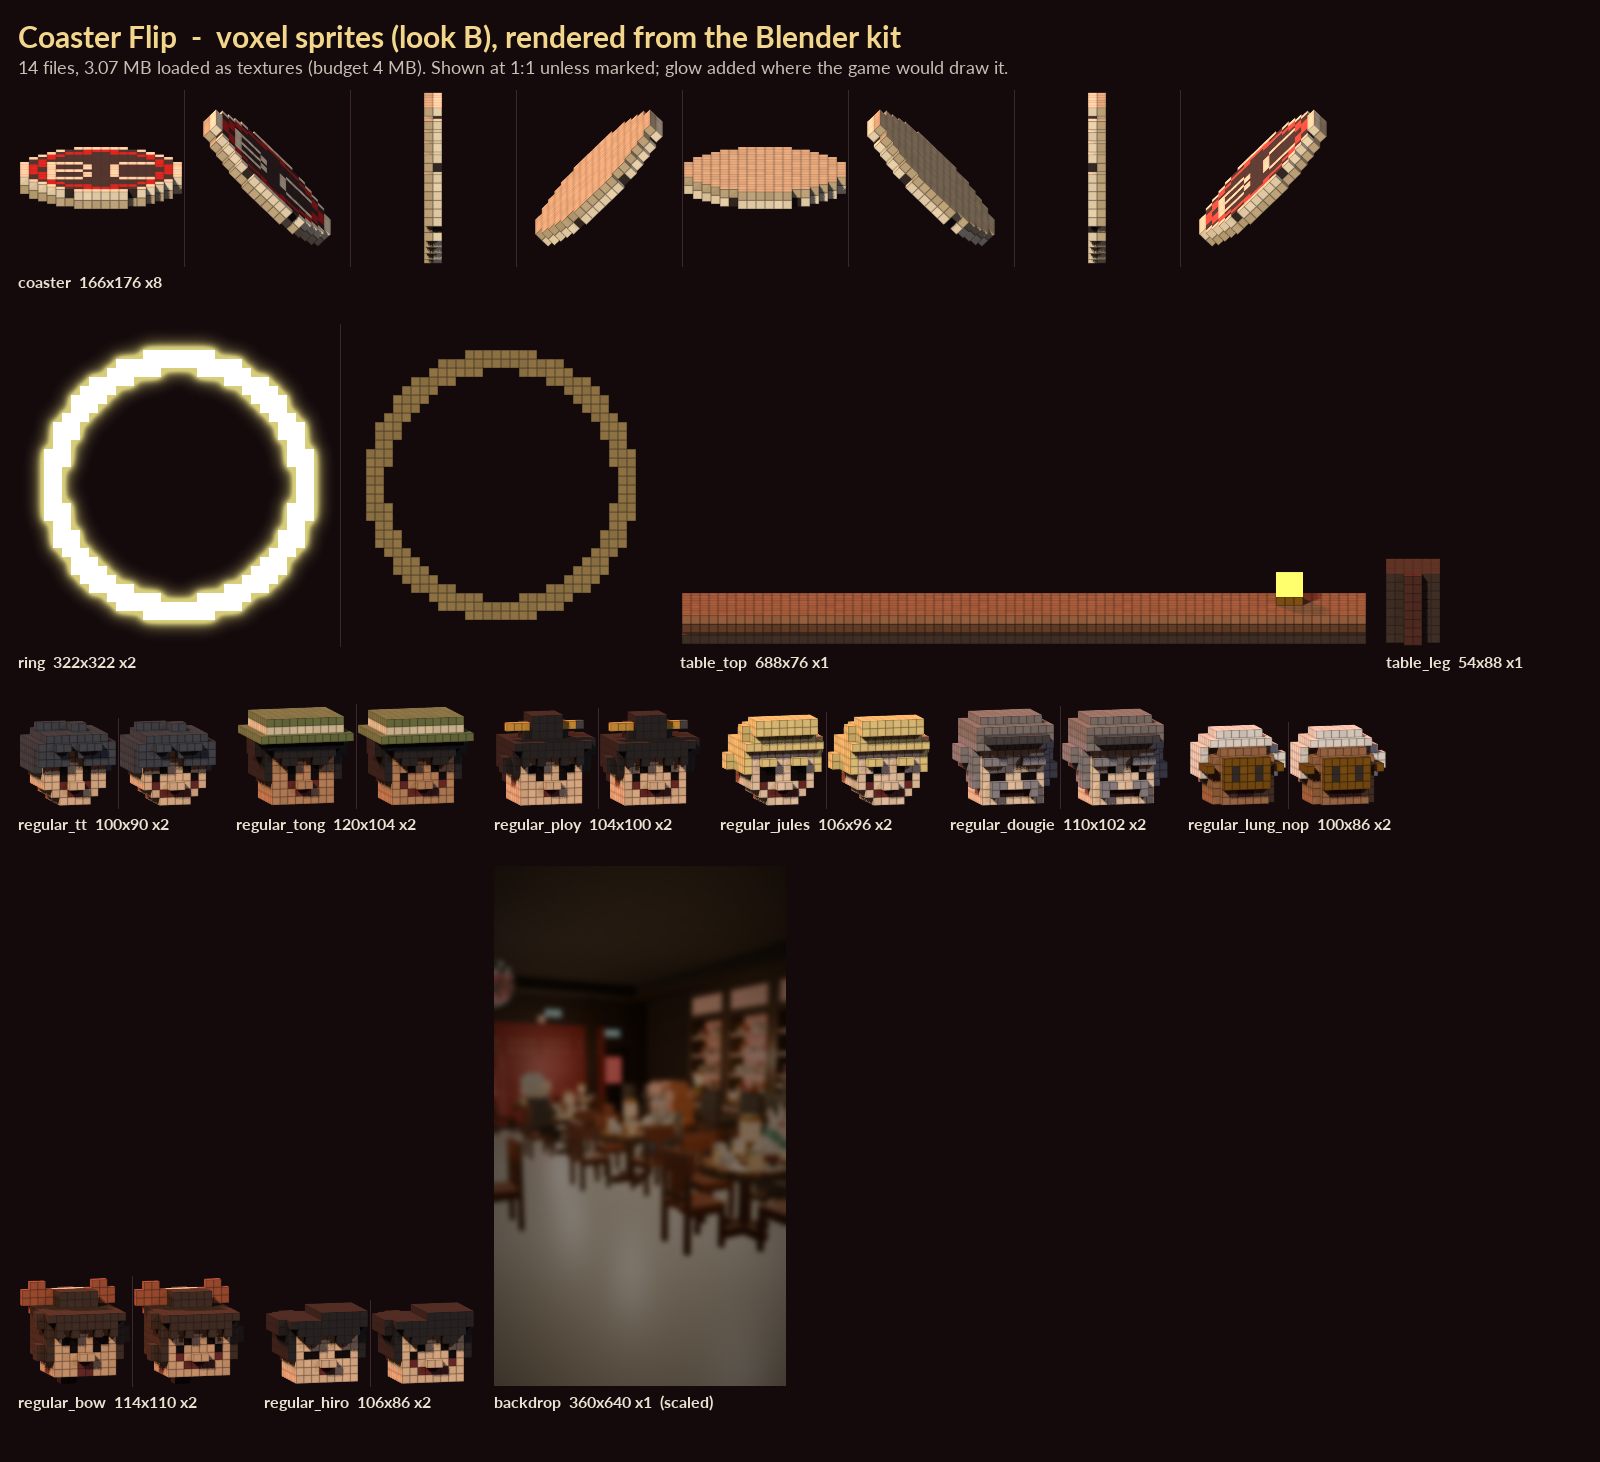 Coaster Flip - voxel sprites (look B), rendered from the Blender kit
14 files, 3.07 MB loaded as textures (budget 4 MB). Shown at 1:1 unless marked; glow added where the game would draw it.
coaster 166x176 x8
ring 322x322 x2
table_top 688x76 x1
table_leg 54x88 x1
regular_tt 100x90 x2
regular_tong 120x104 x2
regular_ploy 104x100 x2
regular_jules 106x96 x2
regular_dougie 110x102 x2
regular_lung_nop 100x86 x2
regular_bow 114x110 x2
regular_hiro 106x86 x2
backdrop 360x640 x1 (scaled)